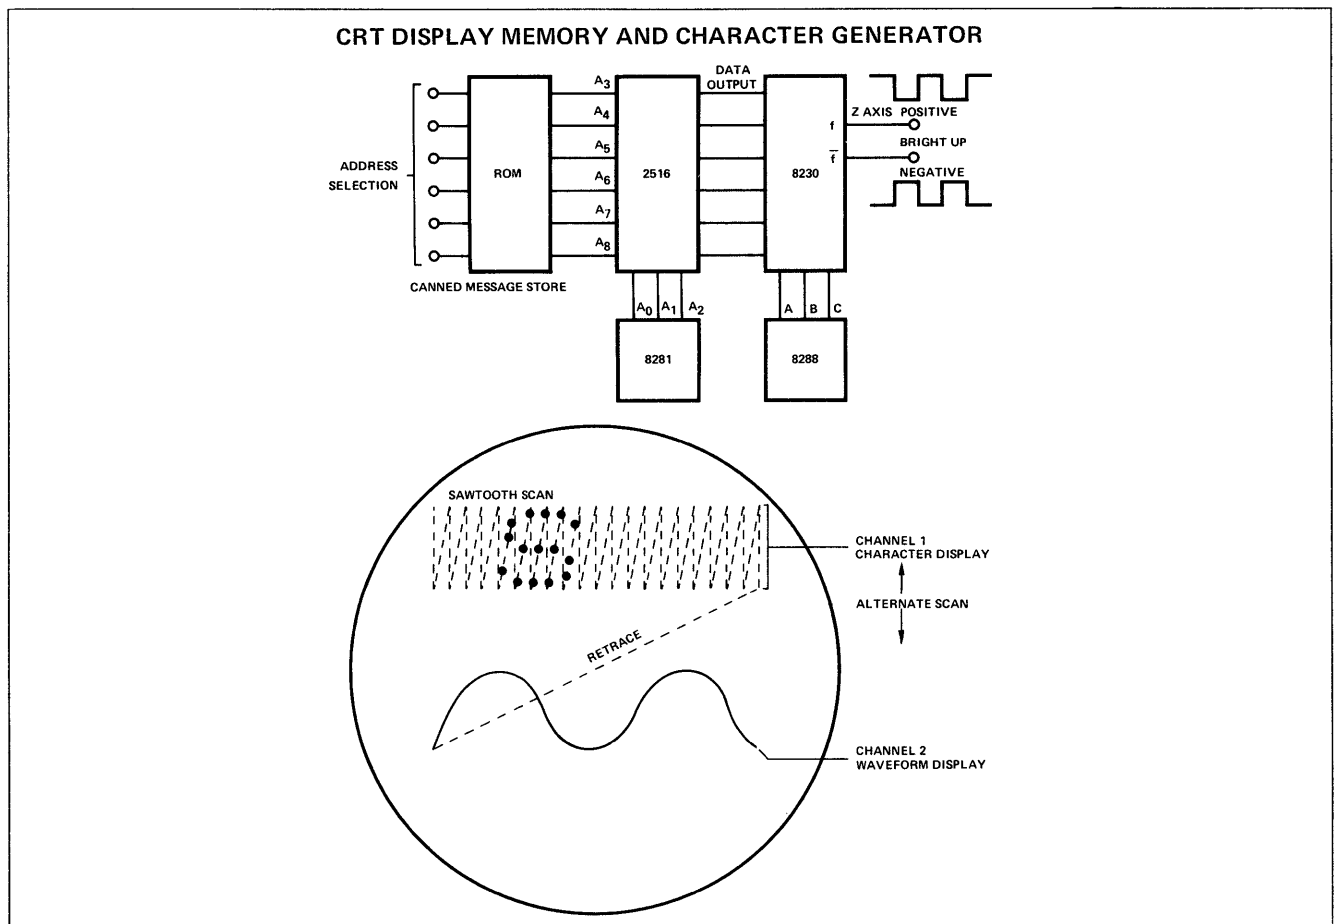 CRT DISPLAY MEMORY AND CHARACTER GENERATOR
DATA
OUTPUT
A3
A4
A5
A6
A7
A8
ADDRESS
SELECTION
ROM
2516
8230
f
f̅
Z AXIS POSITIVE
BRIGHT UP
NEGATIVE
CANNED MESSAGE STORE
A0 A1 A2
A B C
8281
8288
SAWTOOTH SCAN
CHANNEL 1
CHARACTER DISPLAY
ALTERNATE SCAN
RETRACE
CHANNEL 2
WAVEFORM DISPLAY